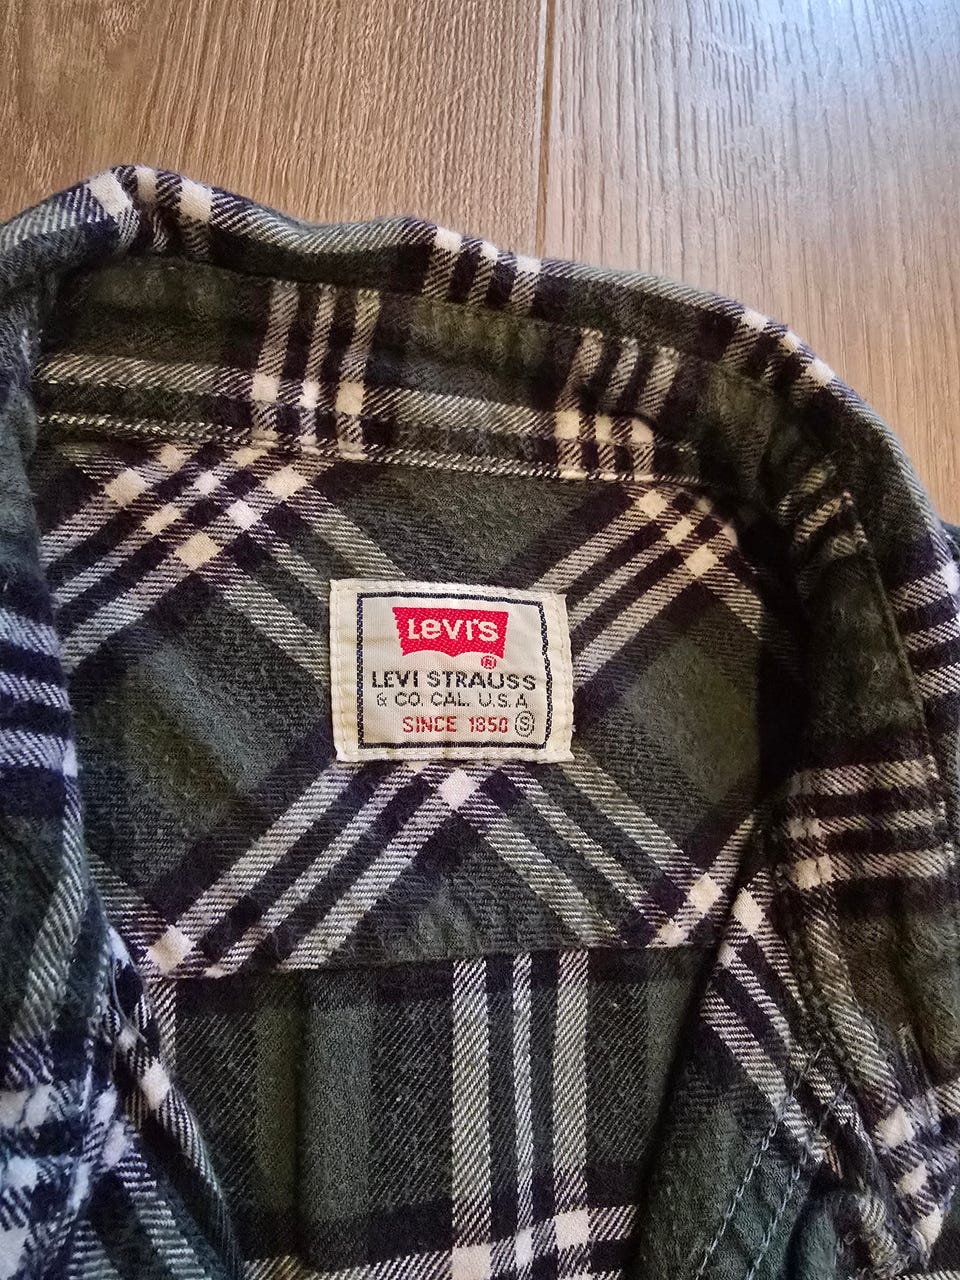 Levi's
®
LEVI STRAUSS
& CO. CAL. U.S.A
SINCE 1850 Ⓢ